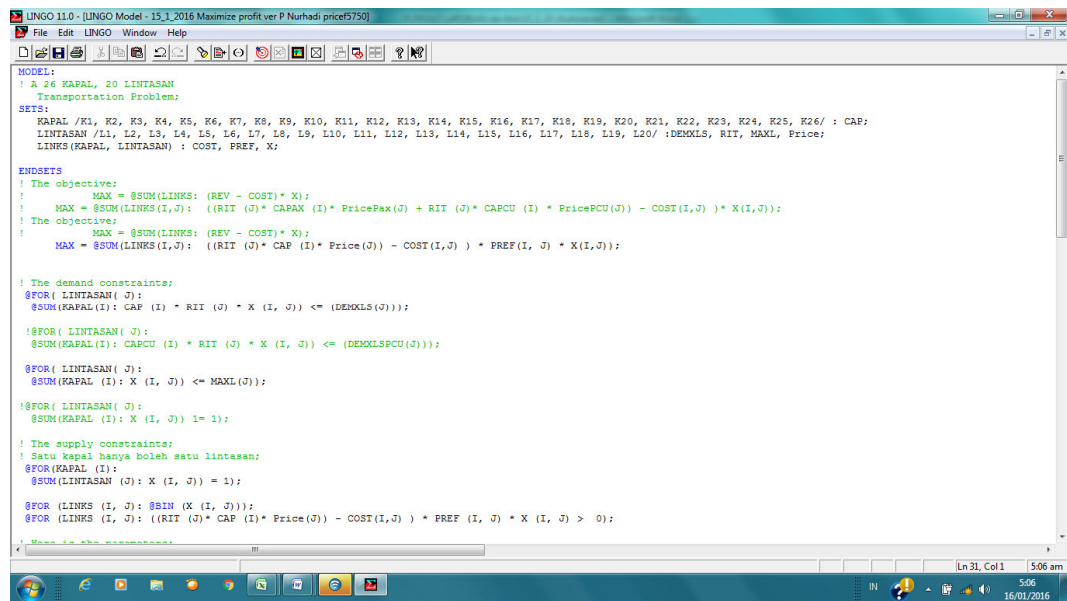 LINGO 11.0 - [LINGO Model - 15_1_2016 Maximize profit ver P Nurhadi pricef5750]
File Edit LINGO Window Help
MODEL:
! A 26 KAPAL, 20 LINTASAN
Transportation Problem;
SETS:
KAPAL /K1, K2, K3, K4, K5, K6, K7, K8, K9, K10, K11, K12, K13, K14, K15, K16, K17, K18, K19, K20, K21, K22, K23, K24, K25, K26/ : CAP;
LINTASAN /L1, L2, L3, L4, L5, L6, L7, L8, L9, L10, L11, L12, L13, L14, L15, L16, L17, L18, L19, L20/ :DEMXLS, RIT, MAXL, Price;
LINKS(KAPAL, LINTASAN) : COST, PREF, X;
ENDSETS
! The objective;
! MAX = @SUM(LINKS: (REV - COST)* X);
! MAX = @SUM(LINKS(I,J): ((RIT (J)* CAPAX (I)* PricePax(J) + RIT (J)* CAPCU (I) * PricePCU(J)) - COST(I,J) )* X(I,J));
! The objective;
! MAX = @SUM(LINKS: (REV - COST)* X);
MAX = @SUM(LINKS(I,J): ((RIT (J)* CAP (I)* Price(J)) - COST(I,J) ) * PREF(I, J) * X(I,J));
! The demand constraints;
@FOR( LINTASAN( J):
@SUM(KAPAL(I): CAP (I) * RIT (J) * X (I, J)) <= (DEMXLS(J)));
!@FOR( LINTASAN( J):
@SUM(KAPAL(I): CAPCU (I) * RIT (J) * X (I, J)) <= (DEMXLSPCU(J)));
@FOR( LINTASAN( J):
@SUM(KAPAL (I): X (I, J)) <= MAXL(J));
!@FOR( LINTASAN( J):
@SUM(KAPAL (I): X (I, J)) 1= 1);
! The supply constraints;
! Satu kapal hanya boleh satu lintasan;
@FOR(KAPAL (I):
@SUM(LINTASAN (J): X (I, J)) = 1);
@FOR (LINKS (I, J): @BIN (X (I, J)));
@FOR (LINKS (I, J): ((RIT (J)* CAP (I)* Price(J)) - COST(I,J) ) * PREF (I, J) * X (I, J) > 0);
! Here is the parameters;
Ln 31, Col 1 5:06 am
IN 5:06
16/01/2016